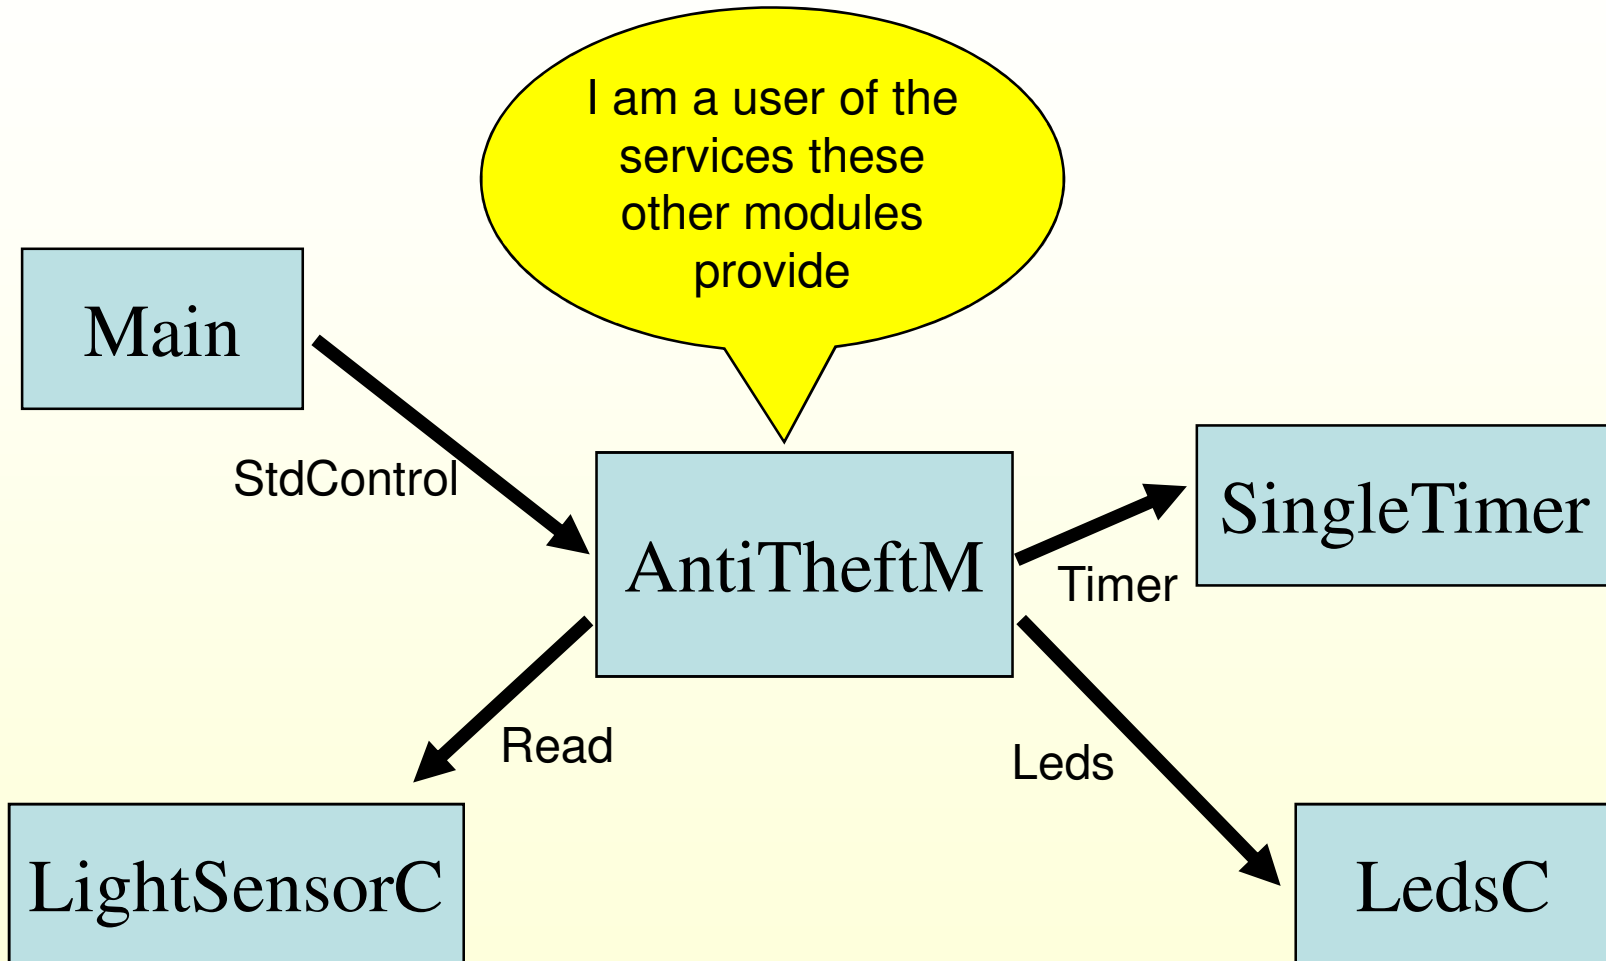 I am a user of the
services these
other modules
provide
Main
StdControl
AntiTheftM
SingleTimer
Timer
Read
Leds
LightSensorC
LedsC